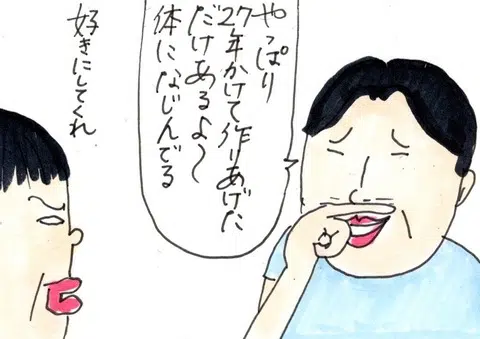 やっぱり
27年かけて作りあげた
だけあるよ〜
体になじんでる
好きにしてくれ